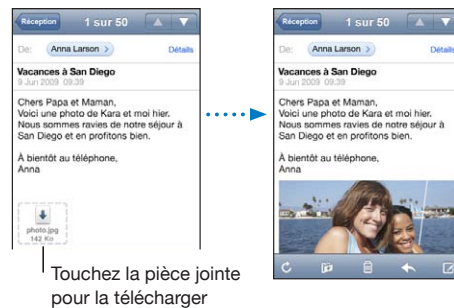 Réception 1 sur 50
De: Anna Larson Détails
Vacances à San Diego
9 Jun 2009 09:39
Chers Papa et Maman,
Voici une photo de Kara et moi hier.
Nous sommes ravies de notre séjour à
San Diego et en profitons bien.
À bientôt au téléphone,
Anna
photo.jpg
142 Ko
Touchez la pièce jointe
pour la télécharger
Réception 1 sur 50
De: Anna Larson Détails
Vacances à San Diego
9 Jun 2009 09:39
Chers Papa et Maman,
Voici une photo de Kara et moi hier.
Nous sommes ravies de notre séjour à
San Diego et en profitons bien.
À bientôt au téléphone,
Anna